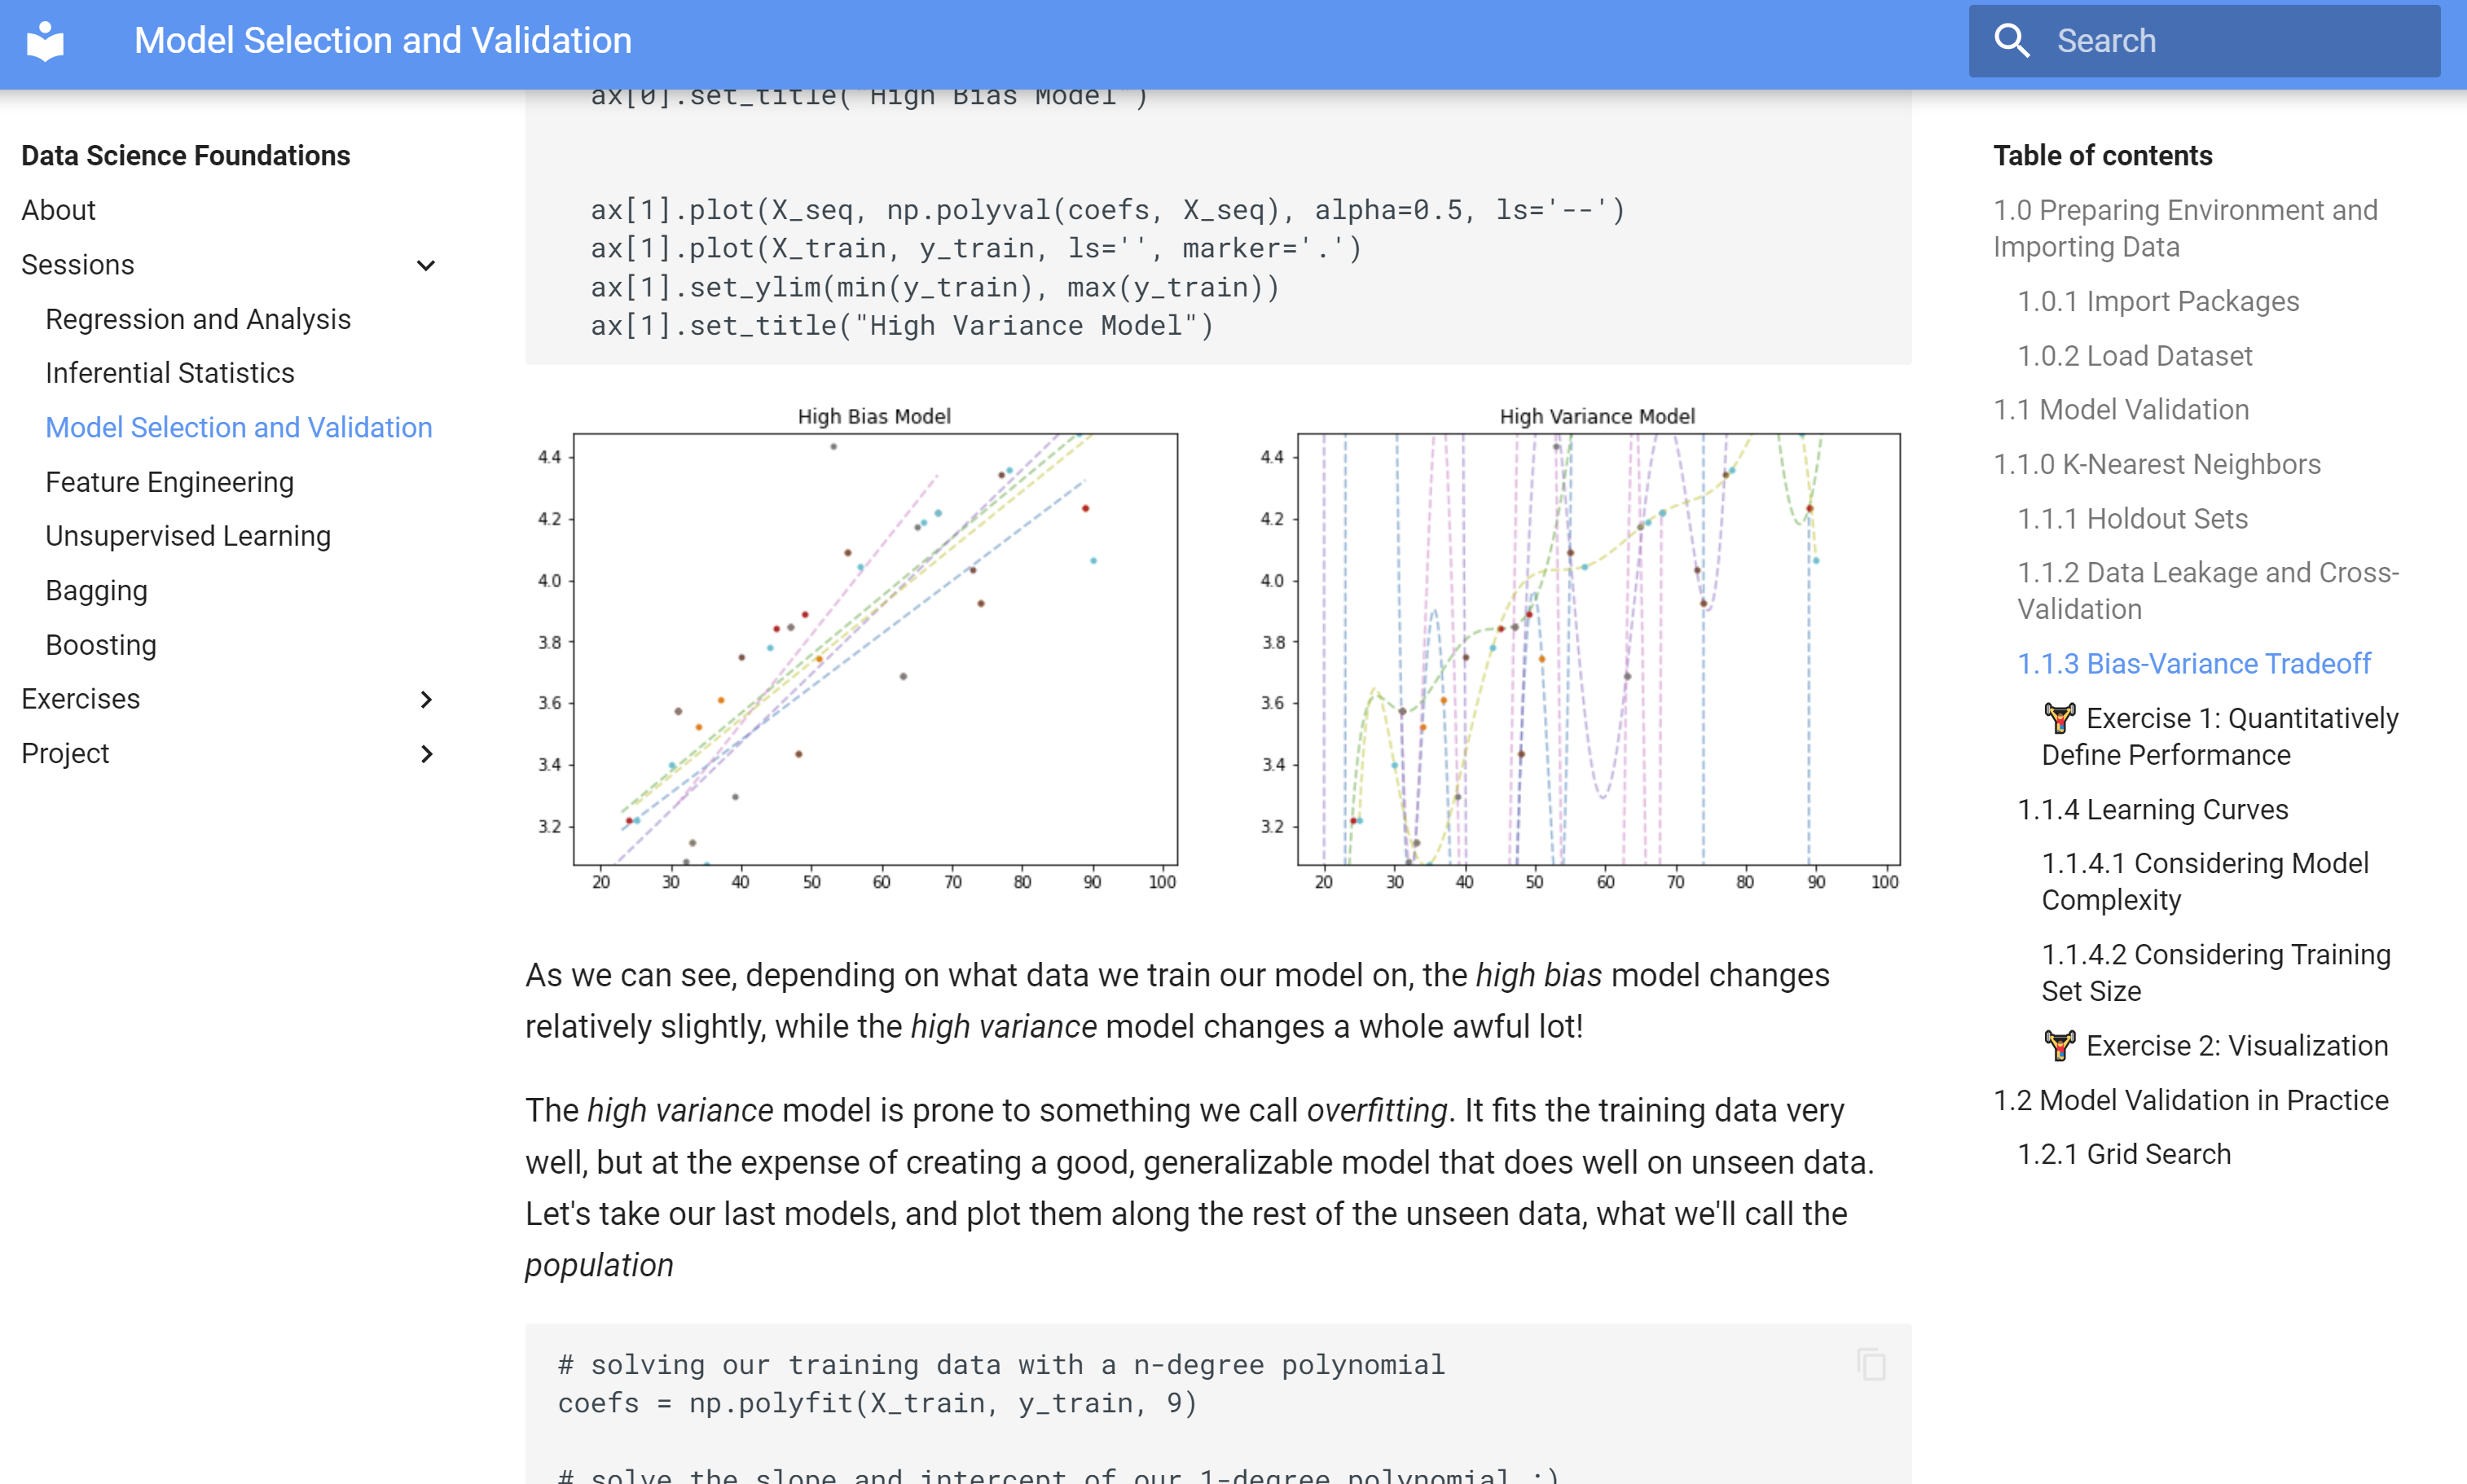 Model Selection and Validation
Search
Data Science Foundations
About
Sessions
Regression and Analysis
Inferential Statistics
Model Selection and Validation
Feature Engineering
Unsupervised Learning
Bagging
Boosting
Exercises
Project
ax[0].set_title("High Bias Model")
ax[1].plot(X_seq, np.polyval(coefs, X_seq), alpha=0.5, ls='--')
ax[1].plot(X_train, y_train, ls='', marker='.')
ax[1].set_ylim(min(y_train), max(y_train))
ax[1].set_title("High Variance Model")
High Bias Model
4.4
4.2
4.0
3.8
3.6
3.4
3.2
20 30 40 50 60 70 80 90 100
High Variance Model
4.4
4.2
4.0
3.8
3.6
3.4
3.2
20 30 40 50 60 70 80 90 100
As we can see, depending on what data we train our model on, the high bias model changes
relatively slightly, while the high variance model changes a whole awful lot!
The high variance model is prone to something we call overfitting. It fits the training data very
well, but at the expense of creating a good, generalizable model that does well on unseen data.
Let's take our last models, and plot them along the rest of the unseen data, what we'll call the
population
# solving our training data with a n-degree polynomial
coefs = np.polyfit(X_train, y_train, 9)
# solve the slope and intercept of our 1-degree polynomial ;)
Table of contents
1.0 Preparing Environment and
Importing Data
1.0.1 Import Packages
1.0.2 Load Dataset
1.1 Model Validation
1.1.0 K-Nearest Neighbors
1.1.1 Holdout Sets
1.1.2 Data Leakage and Cross-
Validation
1.1.3 Bias-Variance Tradeoff
Exercise 1: Quantitatively
Define Performance
1.1.4 Learning Curves
1.1.4.1 Considering Model
Complexity
1.1.4.2 Considering Training
Set Size
Exercise 2: Visualization
1.2 Model Validation in Practice
1.2.1 Grid Search